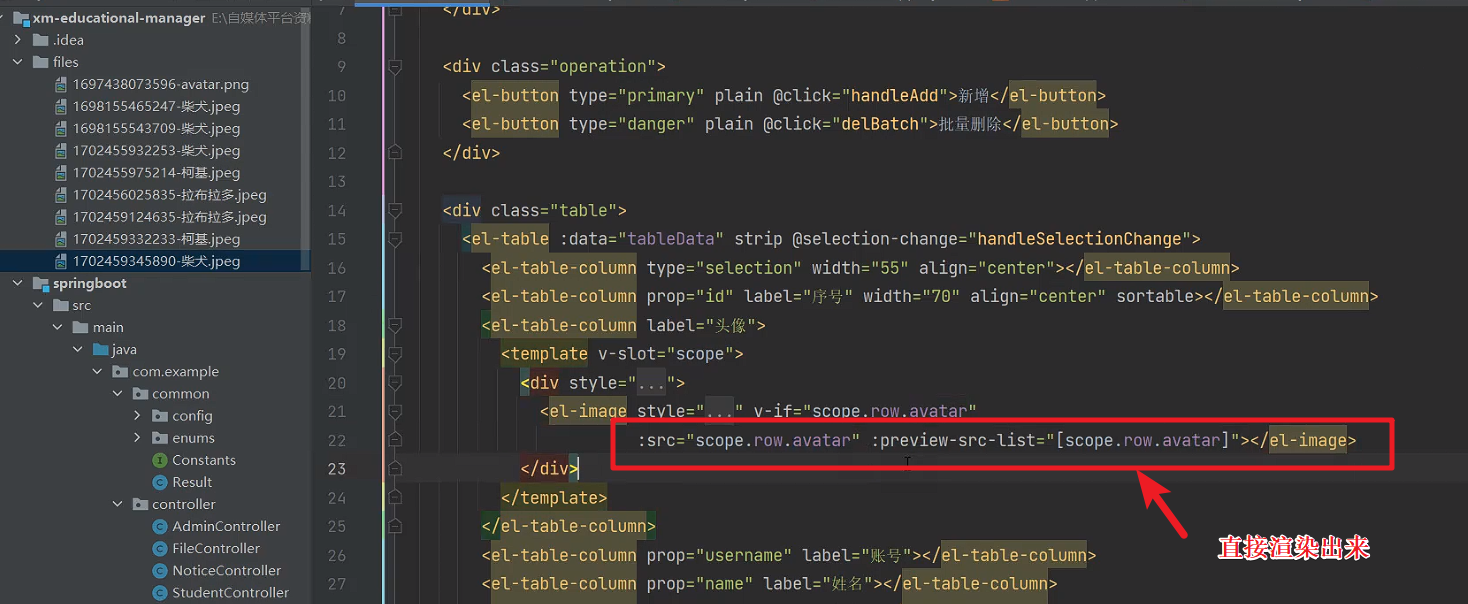 xm-educational-manager E:\自媒体平台资料
.idea
files
1697438073596-avatar.png
1698155465247-柴犬.jpeg
1698155543709-柴犬.jpeg
1702455932253-柴犬.jpeg
1702455975214-柯基.jpeg
1702456025835-拉布拉多.jpeg
1702459124635-拉布拉多.jpeg
1702459332233-柯基.jpeg
1702459345890-柴犬.jpeg
springboot
src
main
java
com.example
common
config
enums
Constants
Result
controller
AdminController
FileController
NoticeController
StudentController
7 </div>
8
9 <div class="operation">
10 <el-button type="primary" plain @click="handleAdd">新增</el-button>
11 <el-button type="danger" plain @click="delBatch">批量删除</el-button>
12 </div>
13
14 <div class="table">
15 <el-table :data="tableData" strip @selection-change="handleSelectionChange">
16 <el-table-column type="selection" width="55" align="center"></el-table-column>
17 <el-table-column prop="id" label="序号" width="70" align="center" sortable></el-table-column>
18 <el-table-column label="头像">
19 <template v-slot="scope">
20 <div style="...">
21 <el-image style="..." v-if="scope.row.avatar"
22 :src="scope.row.avatar" :preview-src-list="[scope.row.avatar]"></el-image>
23 </div>
24 </template>
25 </el-table-column>
26 <el-table-column prop="username" label="账号"></el-table-column>
27 <el-table-column prop="name" label="姓名"></el-table-column>
直接渲染出来